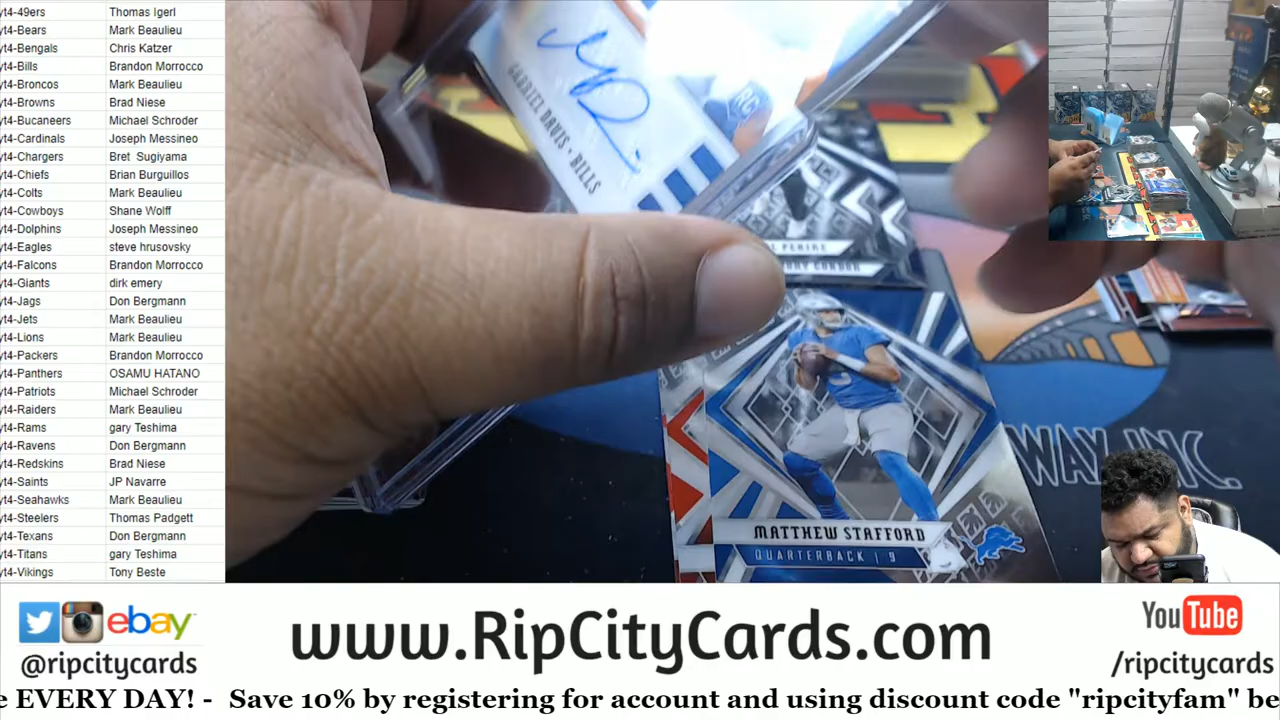 yt4-49ers Thomas Igerl
yt4-Bears Mark Beaulieu
yt4-Bengals Chris Katzer
yt4-Bills Brandon Morrocco
yt4-Broncos Mark Beaulieu
yt4-Browns Brad Niese
yt4-Bucaneers Michael Schroder
yt4-Cardinals Joseph Messineo
yt4-Chargers Bret Sugiyama
yt4-Chiefs Brian Burguillos
yt4-Colts Mark Beaulieu
yt4-Cowboys Shane Wolff
yt4-Dolphins Joseph Messineo
yt4-Eagles steve hrusovsky
yt4-Falcons Brandon Morrocco
yt4-Giants dirk emery
yt4-Jags Don Bergmann
yt4-Jets Mark Beaulieu
yt4-Lions Mark Beaulieu
yt4-Packers Brandon Morrocco
yt4-Panthers OSAMU HATANO
yt4-Patriots Michael Schroder
yt4-Raiders Mark Beaulieu
yt4-Rams gary Teshima
yt4-Ravens Don Bergmann
yt4-Redskins Brad Niese
yt4-Saints JP Navarre
yt4-Seahawks Mark Beaulieu
yt4-Steelers Thomas Padgett
yt4-Texans Don Bergmann
yt4-Titans gary Teshima
yt4-Vikings Tony Beste
GABRIEL DAVIS • BILLS
RC
PERINE
MATTHEW STAFFORD
QUARTERBACK | 9
WAY, INC.
ebay
@ripcitycards
www.RipCityCards.com
YouTube
/ripcitycards
e EVERY DAY! - Save 10% by registering for account and using discount code "ripcityfam" be